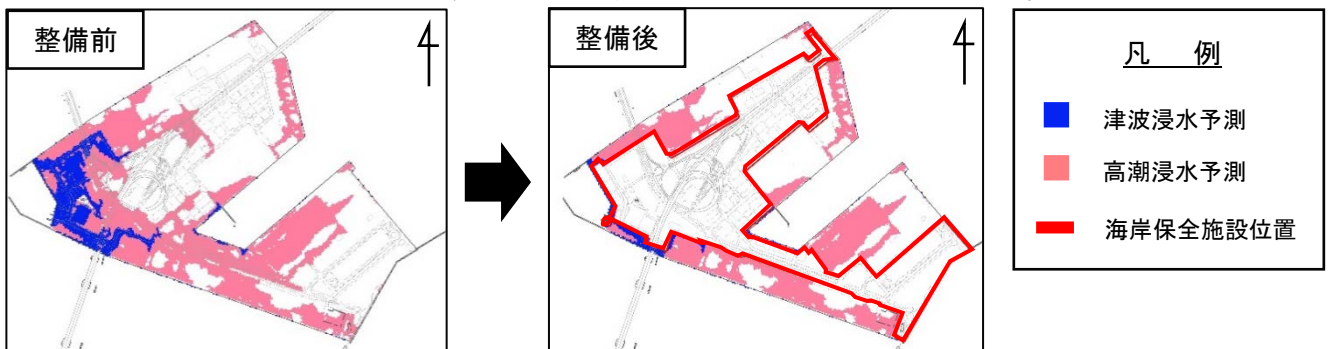 整備前
整備後
凡 例
津波浸水予測
高潮浸水予測
海岸保全施設位置